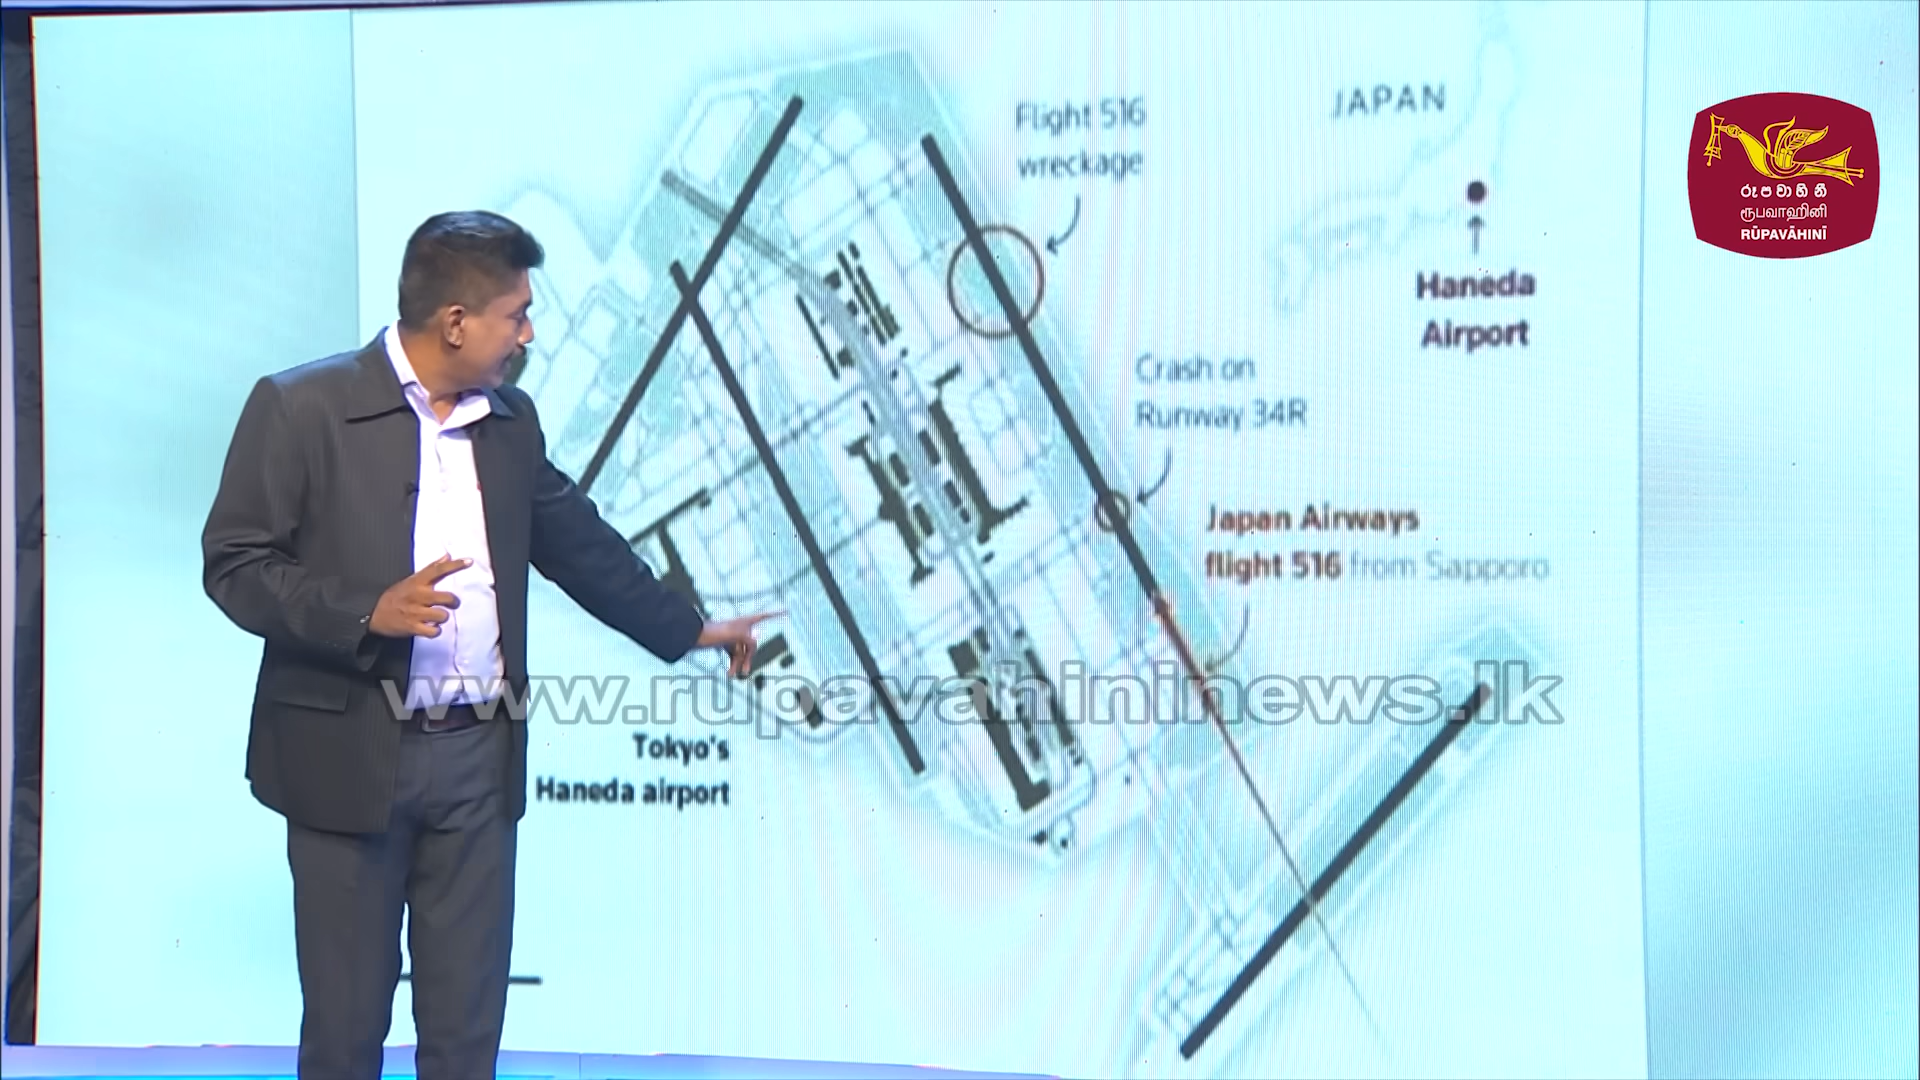 Flight 516
wreckage
JAPAN
Haneda
Airport
Crash on
Runway 34R
Japan Airways
flight 516 from Sapporo
Tokyo's
Haneda airport
www.rupavahininews.lk
රූපවාහිනී
ரூபவாஹினி
RŪPAVĀHINĪ